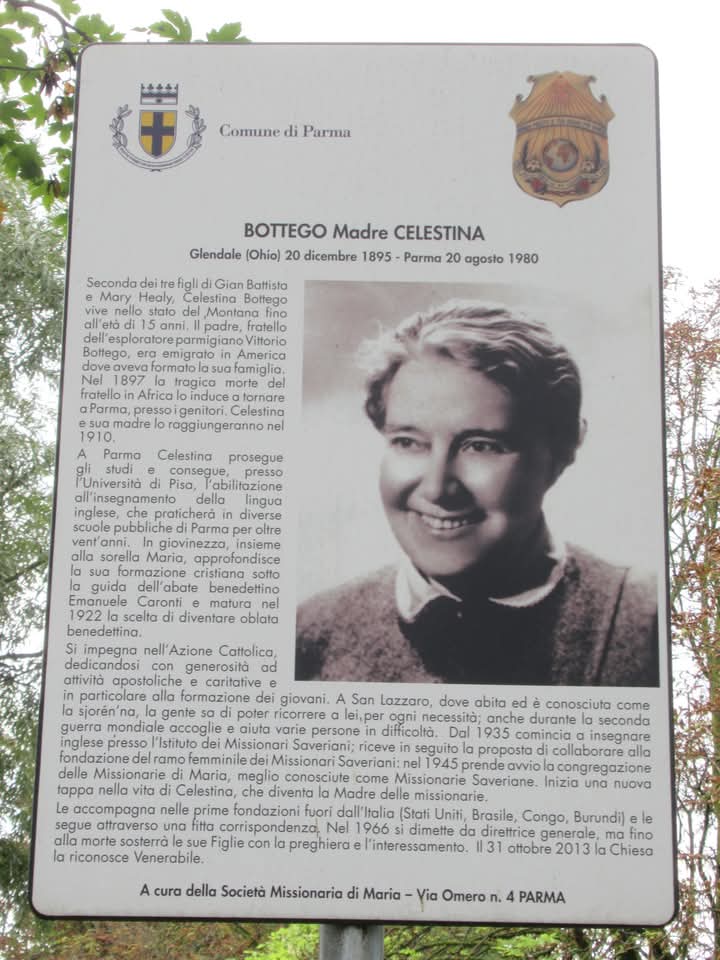 Comune di Parma
BOTTEGO Madre CELESTINA
Glendale (Ohio) 20 dicembre 1895 - Parma 20 agosto 1980
Seconda dei tre figli di Gian Battista
e Mary Healy, Celestina Bottego
vive nello stato del Montana fino
all'età di 15 anni. Il padre, fratello
dell'esploratore parmigiano Vittorio
Bottego, era emigrato in America
dove aveva formato la sua famiglia.
Nel 1897 la tragica morte del
fratello in Africa lo induce a tornare
a Parma, presso i genitori. Celestina
e sua madre lo raggiungeranno nel
1910.
A Parma Celestina prosegue
gli studi e consegue, presso
l'Università di Pisa, l'abilitazione
all'insegnamento della lingua
inglese, che praticherà in diverse
scuole pubbliche di Parma per oltre
vent'anni. In giovinezza, insieme
alla sorella Maria, approfondisce
la sua formazione cristiana sotto
la guida dell'abate benedettino
Emanuele Caronti e matura nel
1922 la scelta di diventare oblata
benedettina.
Si impegna nell'Azione Cattolica,
dedicandosi con generosità ad
attività apostoliche e caritative e
in particolare alla formazione dei giovani. A San Lazzaro, dove abita ed è conosciuta come
la sjorén'na, la gente sa di poter ricorrere a lei per ogni necessità; anche durante la seconda
guerra mondiale accoglie e aiuta varie persone in difficoltà. Dal 1935 comincia a insegnare
inglese presso l'Istituto dei Missionari Saveriani; riceve in seguito la proposta di collaborare alla
fondazione del ramo femminile dei Missionari Saveriani: nel 1945 prende avvio la congregazione
delle Missionarie di Maria, meglio conosciute come Missionarie Saveriane. Inizia una nuova
tappa nella vita di Celestina, che diventa la Madre delle missionarie.
Le accompagna nelle prime fondazioni fuori dall'Italia (Stati Uniti, Brasile, Congo, Burundi) e le
segue attraverso una fitta corrispondenza. Nel 1966 si dimette da direttrice generale, ma fino
alla morte sosterrà le sue Figlie con la preghiera e l'interessamento. Il 31 ottobre 2013 la Chiesa
la riconosce Venerabile.
A cura della Società Missionaria di Maria – Via Omero n. 4 PARMA